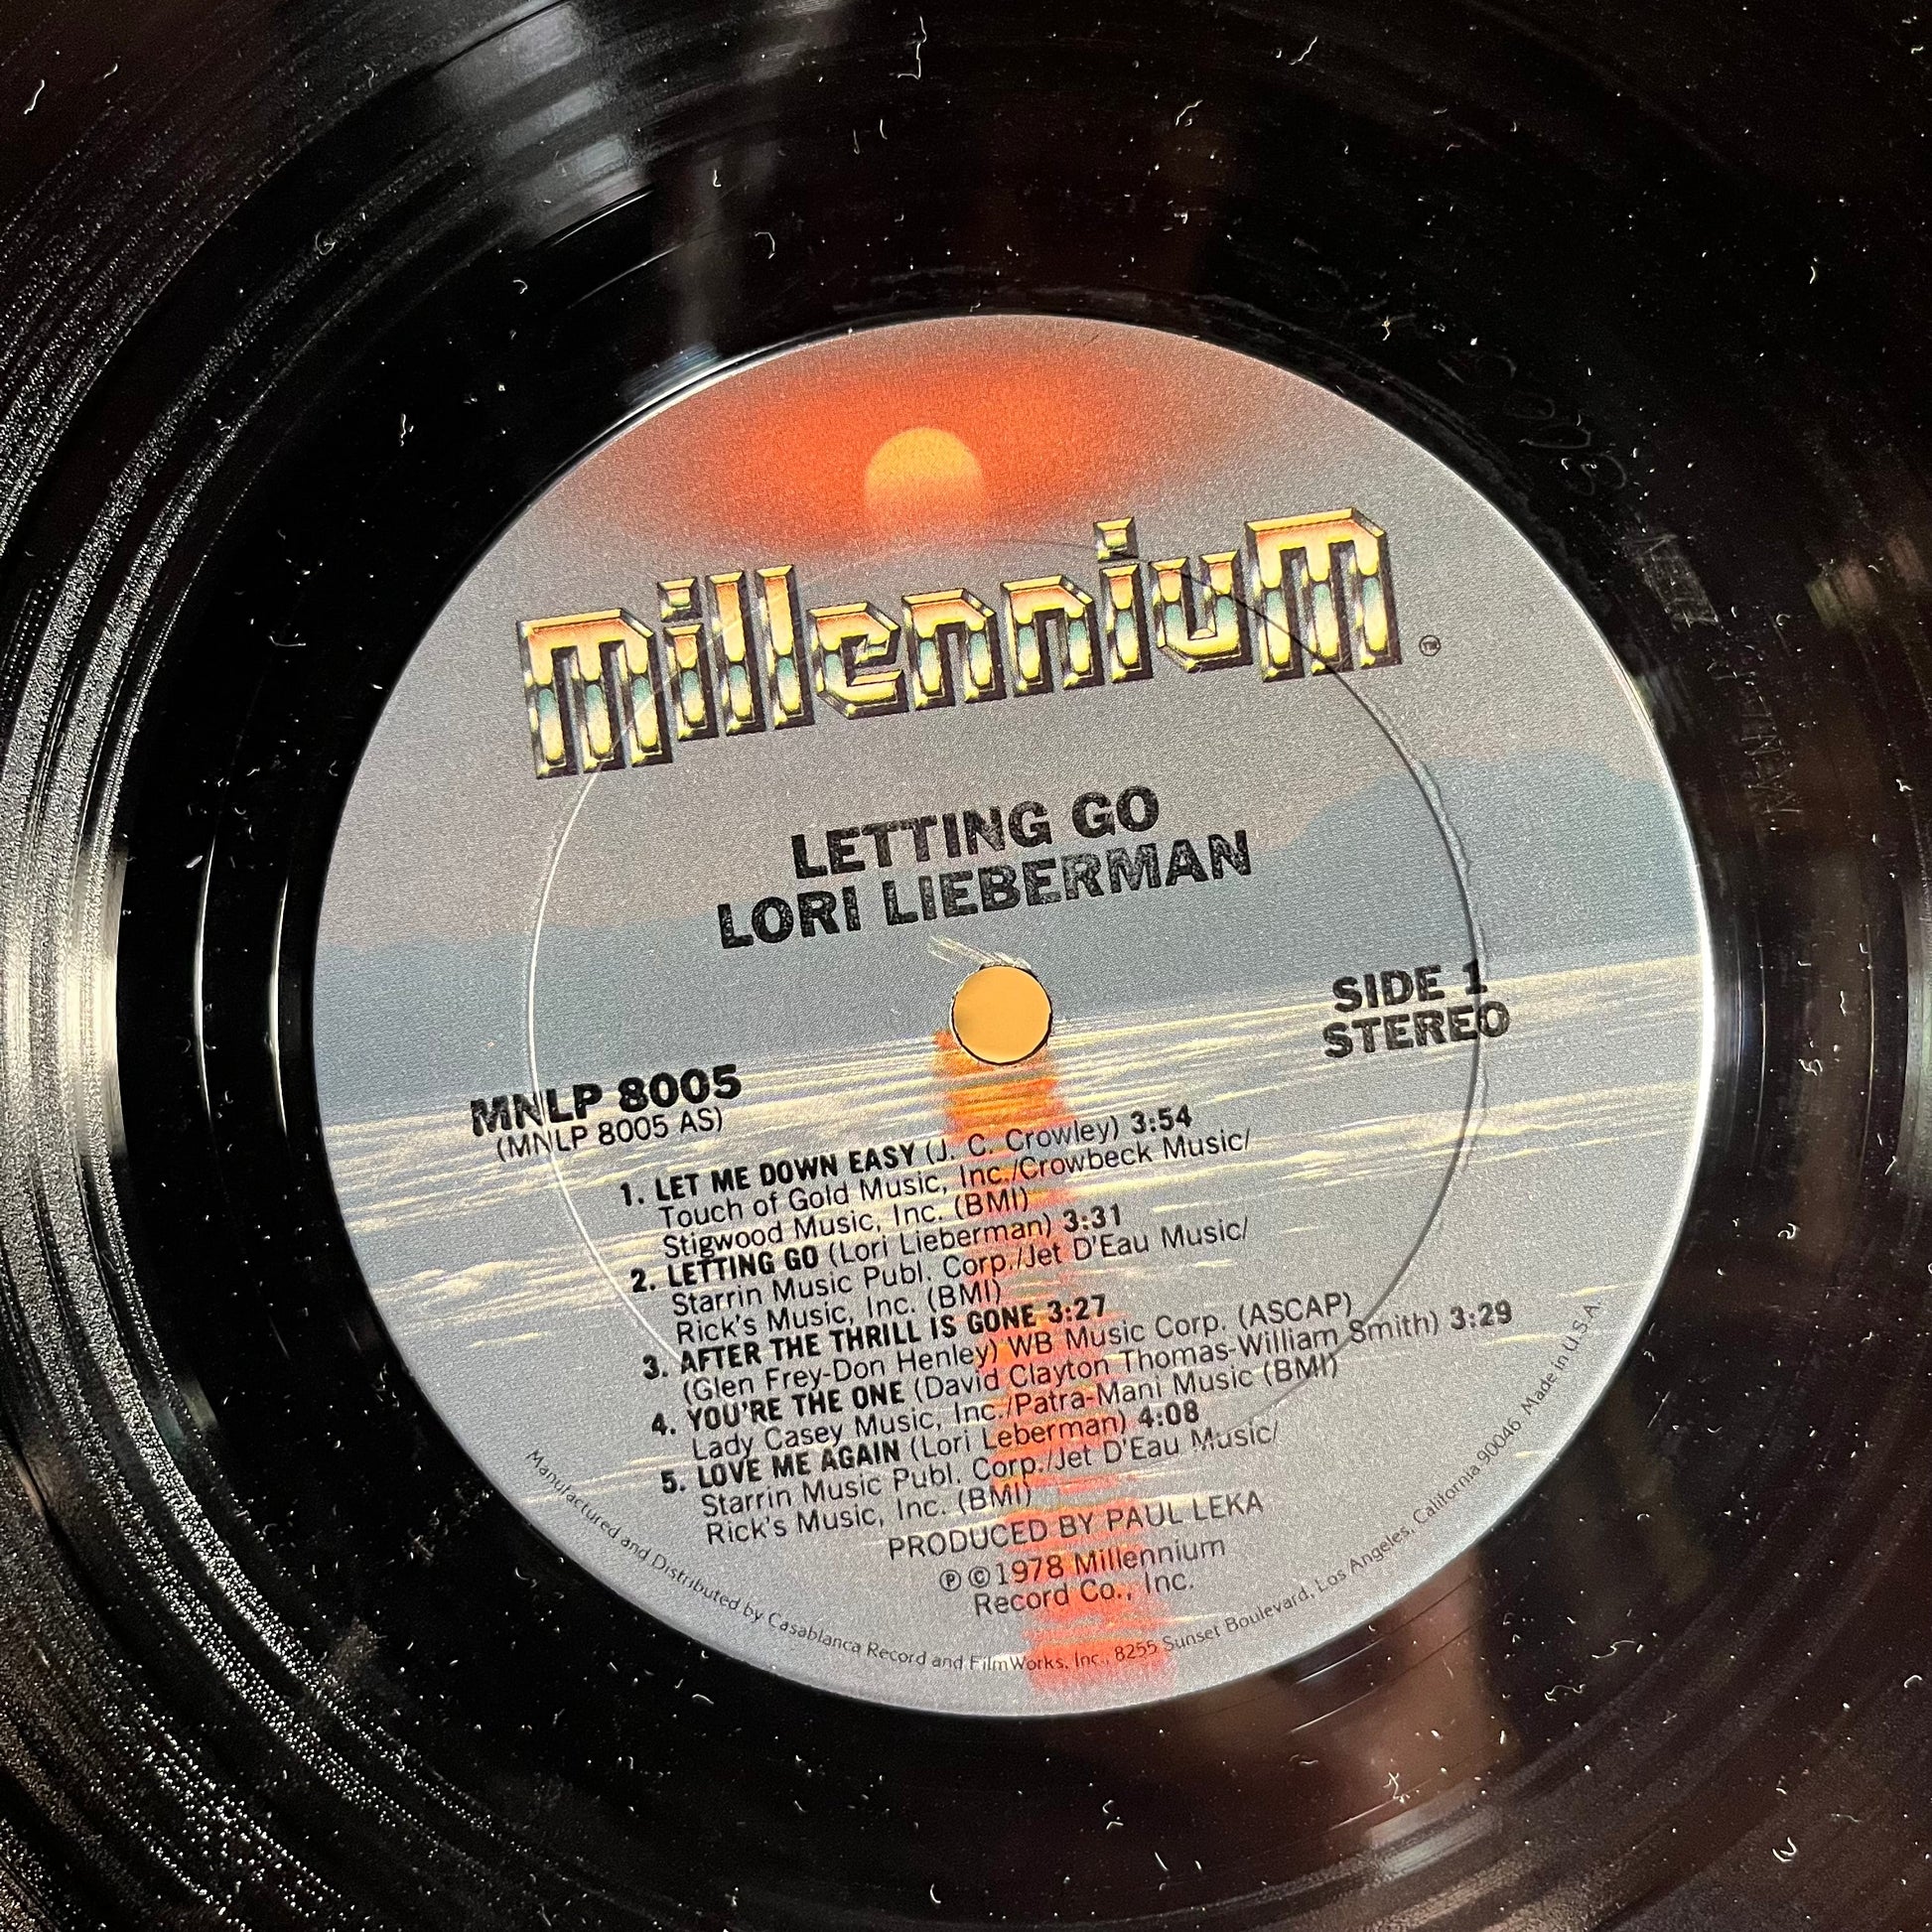 millennium
TM
LETTING GO
LORI LIEBERMAN
SIDE 1
STEREO
MNLP 8005
(MNLP 8005 AS)
1. LET ME DOWN EASY (J. C. Crowley) 3:54
Touch of Gold Music, Inc./Crowbeck Music/
Stigwood Music, Inc. (BMI)
2. LETTING GO (Lori Lieberman) 3:31
Starrin Music Publ. Corp./Jet D'Eau Music/
Rick's Music, Inc. (BMI)
3. AFTER THE THRILL IS GONE 3:27
(Glen Frey-Don Henley) WB Music Corp. (ASCAP)
4. YOU'RE THE ONE (David Clayton Thomas-William Smith) 3:29
Lady Casey Music, Inc./Patra-Mani Music (BMI)
5. LOVE ME AGAIN (Lori Leberman) 4:08
Starrin Music Publ. Corp./Jet D'Eau Music/
Rick's Music, Inc. (BMI)
PRODUCED BY PAUL LEKA
℗ © 1978 Millennium
Record Co., Inc.
Manufactured and Distributed by Casablanca Record and FilmWorks, Inc., 8255 Sunset Boulevard, Los Angeles, California 90046 Made in U.S.A.